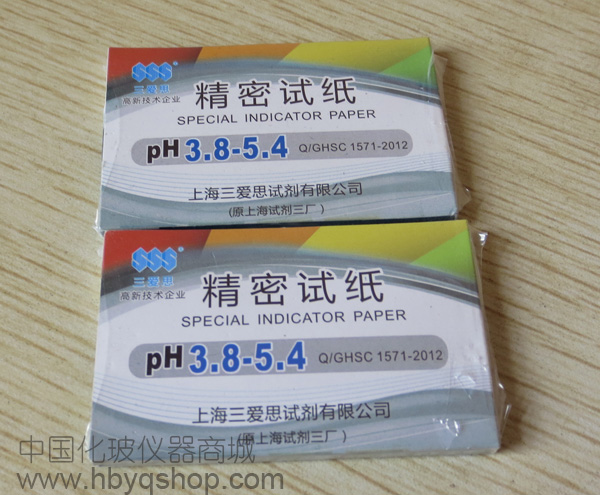 SSS®
三爱思
高新技术企业
精密试纸
SPECIAL INDICATOR PAPER
pH 3.8-5.4 Q/GHSC 1571-2012
上海三爱思试剂有限公司
(原上海试剂三厂)
SSS®
三爱思
高新技术企业
精密试纸
SPECIAL INDICATOR PAPER
pH 3.8-5.4 Q/GHSC 1571-2012
上海三爱思试剂有限公司
(原上海试剂三厂)
中国化玻仪器商城
www.hbyqshop.com